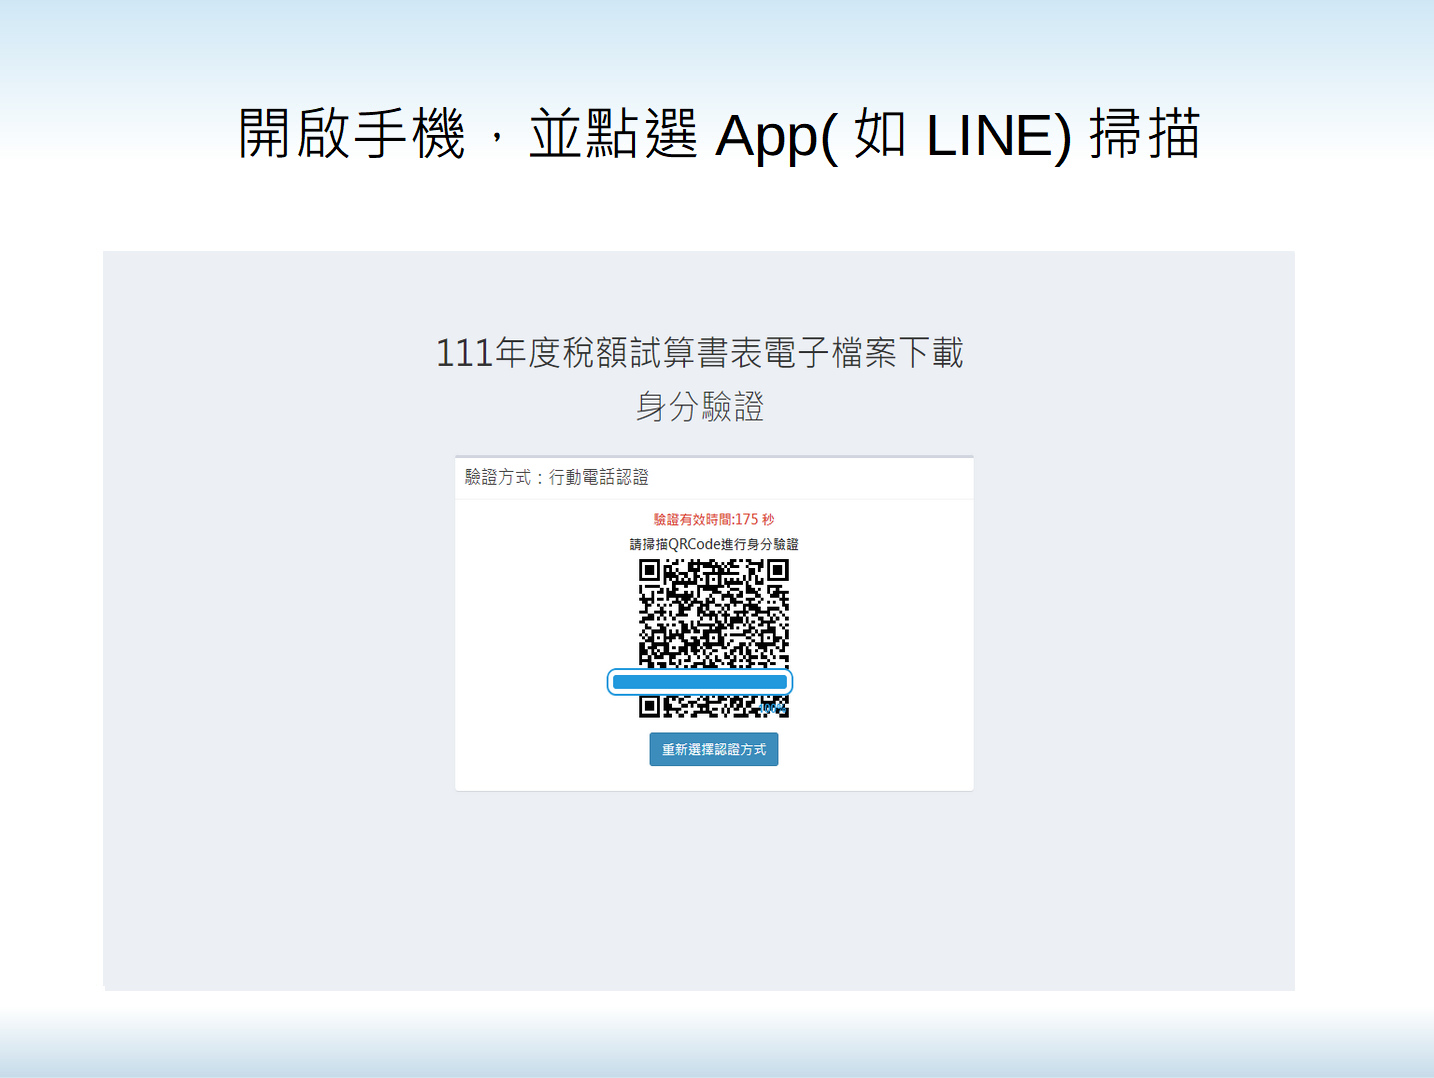 開啟手機，並點選 App( 如 LINE) 掃描
111年度稅額試算書表電子檔案下載
身分驗證
驗證方式：行動電話認證
驗證有效時間:175 秒
請掃描QRCode進行身分驗證
100%
重新選擇認證方式